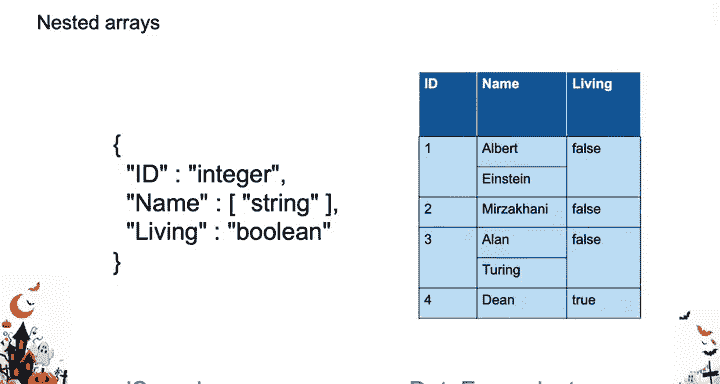 Nested arrays
{
"ID" : "integer",
"Name" : [ "string" ],
"Living" : "boolean"
}
ID Name Living
1 Albert false
Einstein
2 Mirzakhani false
3 Alan false
Turing
4 Dean true